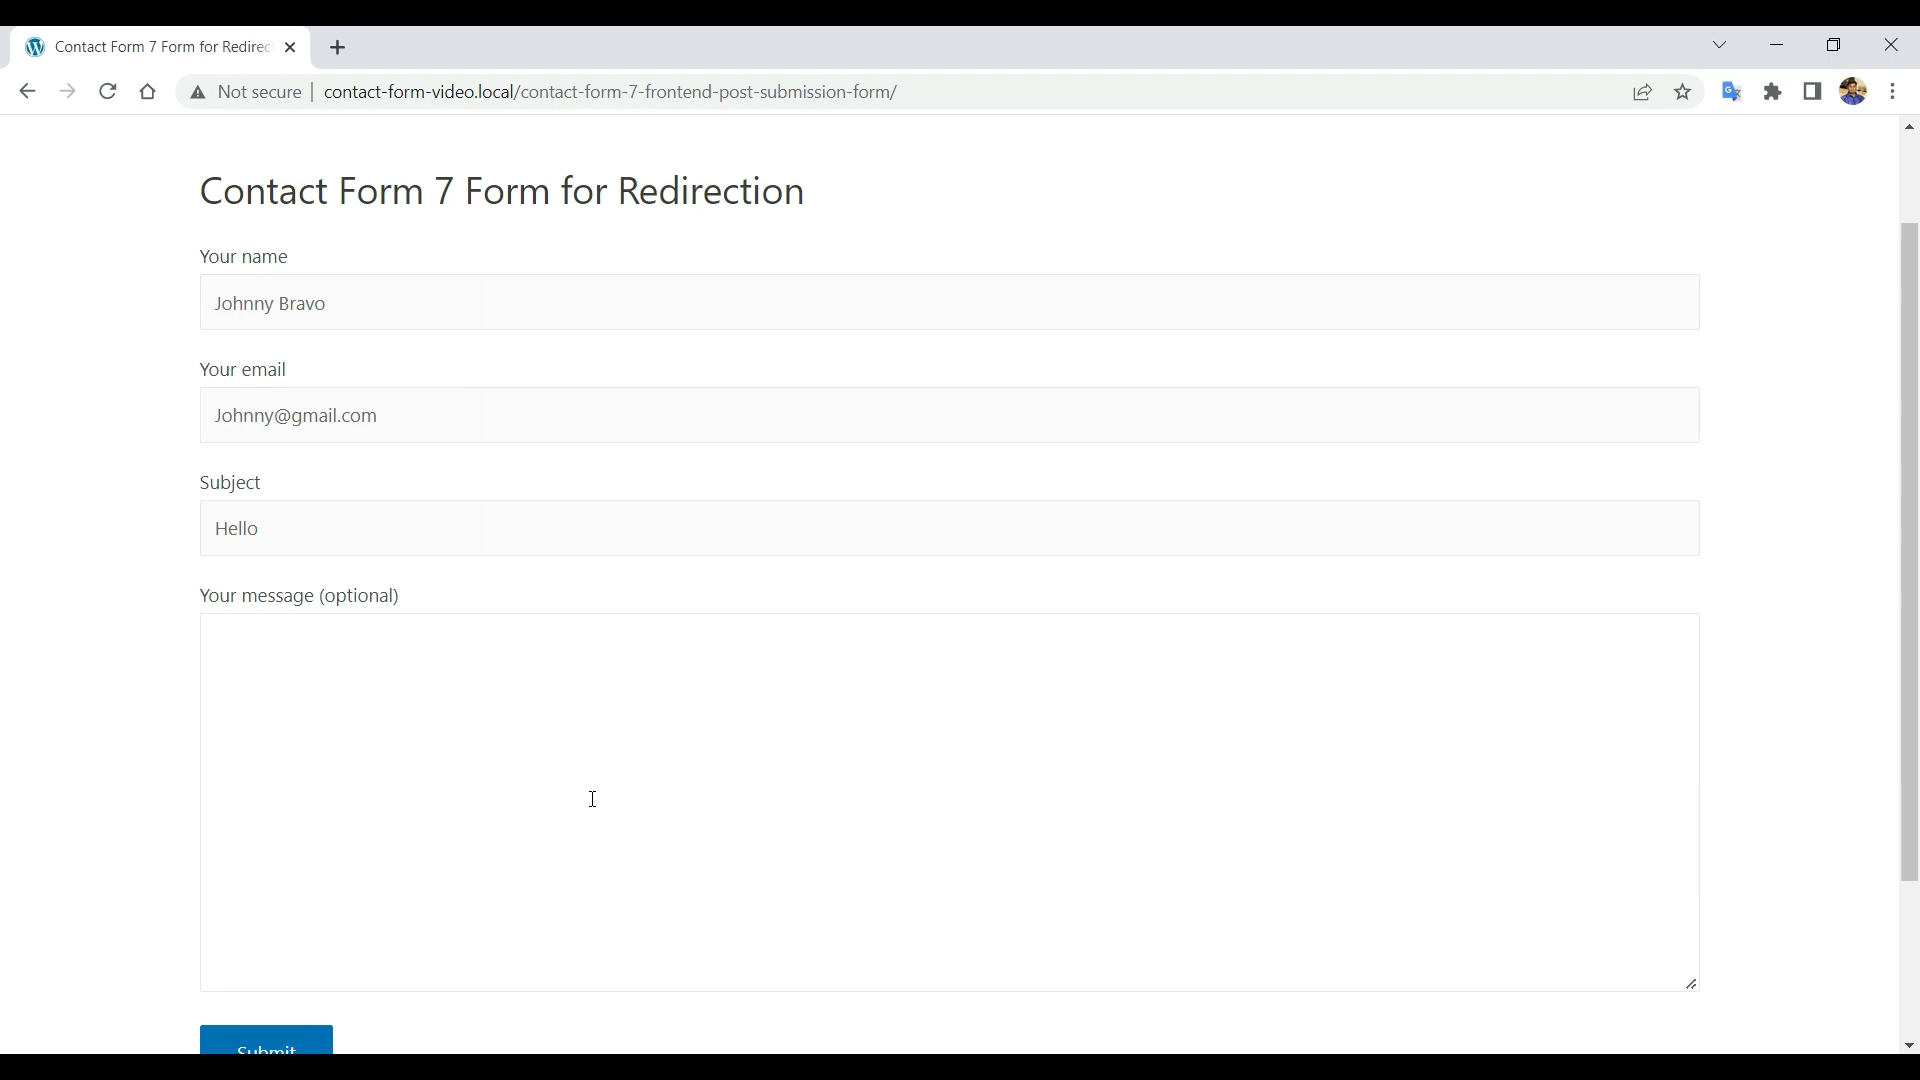 Contact Form 7 Form for Redirec
Not secure | contact-form-video.local/contact-form-7-frontend-post-submission-form/
Contact Form 7 Form for Redirection
Your name
Johnny Bravo
Your email
Johnny@gmail.com
Subject
Hello
Your message (optional)
Submit